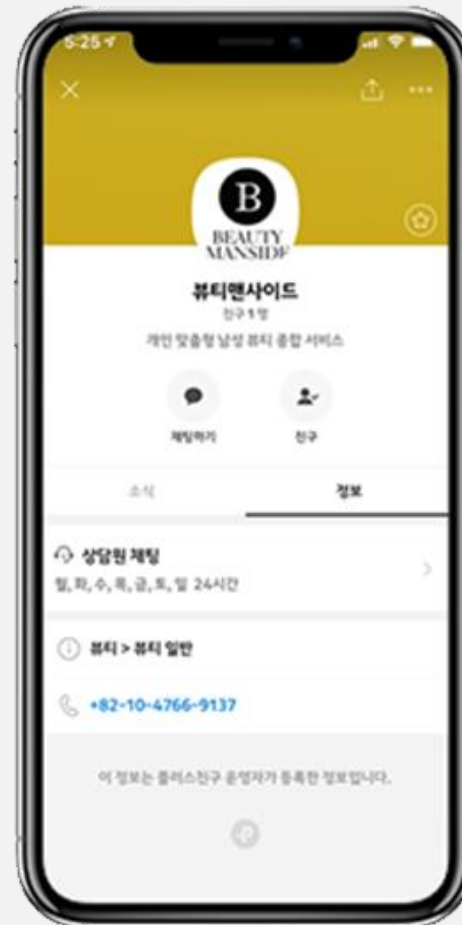 5:25
B
BEAUTY
MANSIDE
뷰티맨사이드
친구 1 명
개인 맞춤형 남성 뷰티 종합 서비스
채팅하기
친구
소식
정보
상담원 채팅
월, 화, 수, 목, 금, 토, 일 24시간
뷰티 > 뷰티 일반
+82-10-4766-9137
이 정보는 플러스친구 운영자가 등록한 정보입니다.